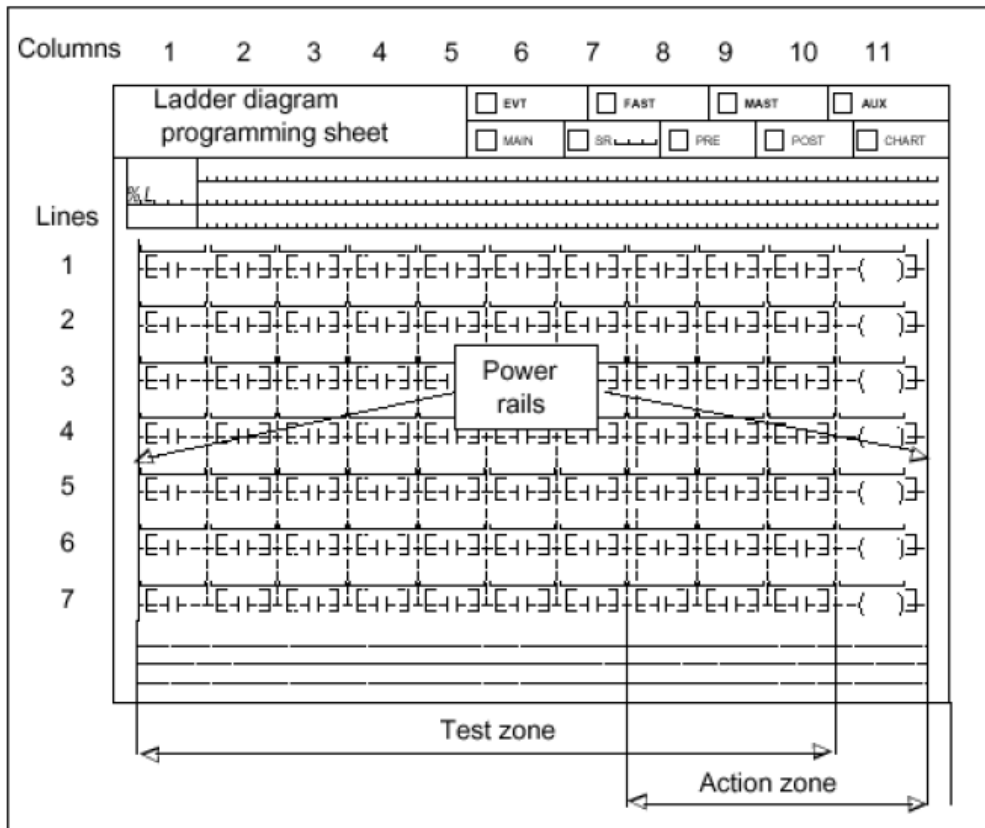 Columns 1 2 3 4 5 6 7 8 9 10 11
Ladder diagram
programming sheet
EVT FAST MAST AUX
MAIN SR PRE POST CHART
%L
Lines
1
2
3
4
5
6
7
Power
rails
Test zone
Action zone